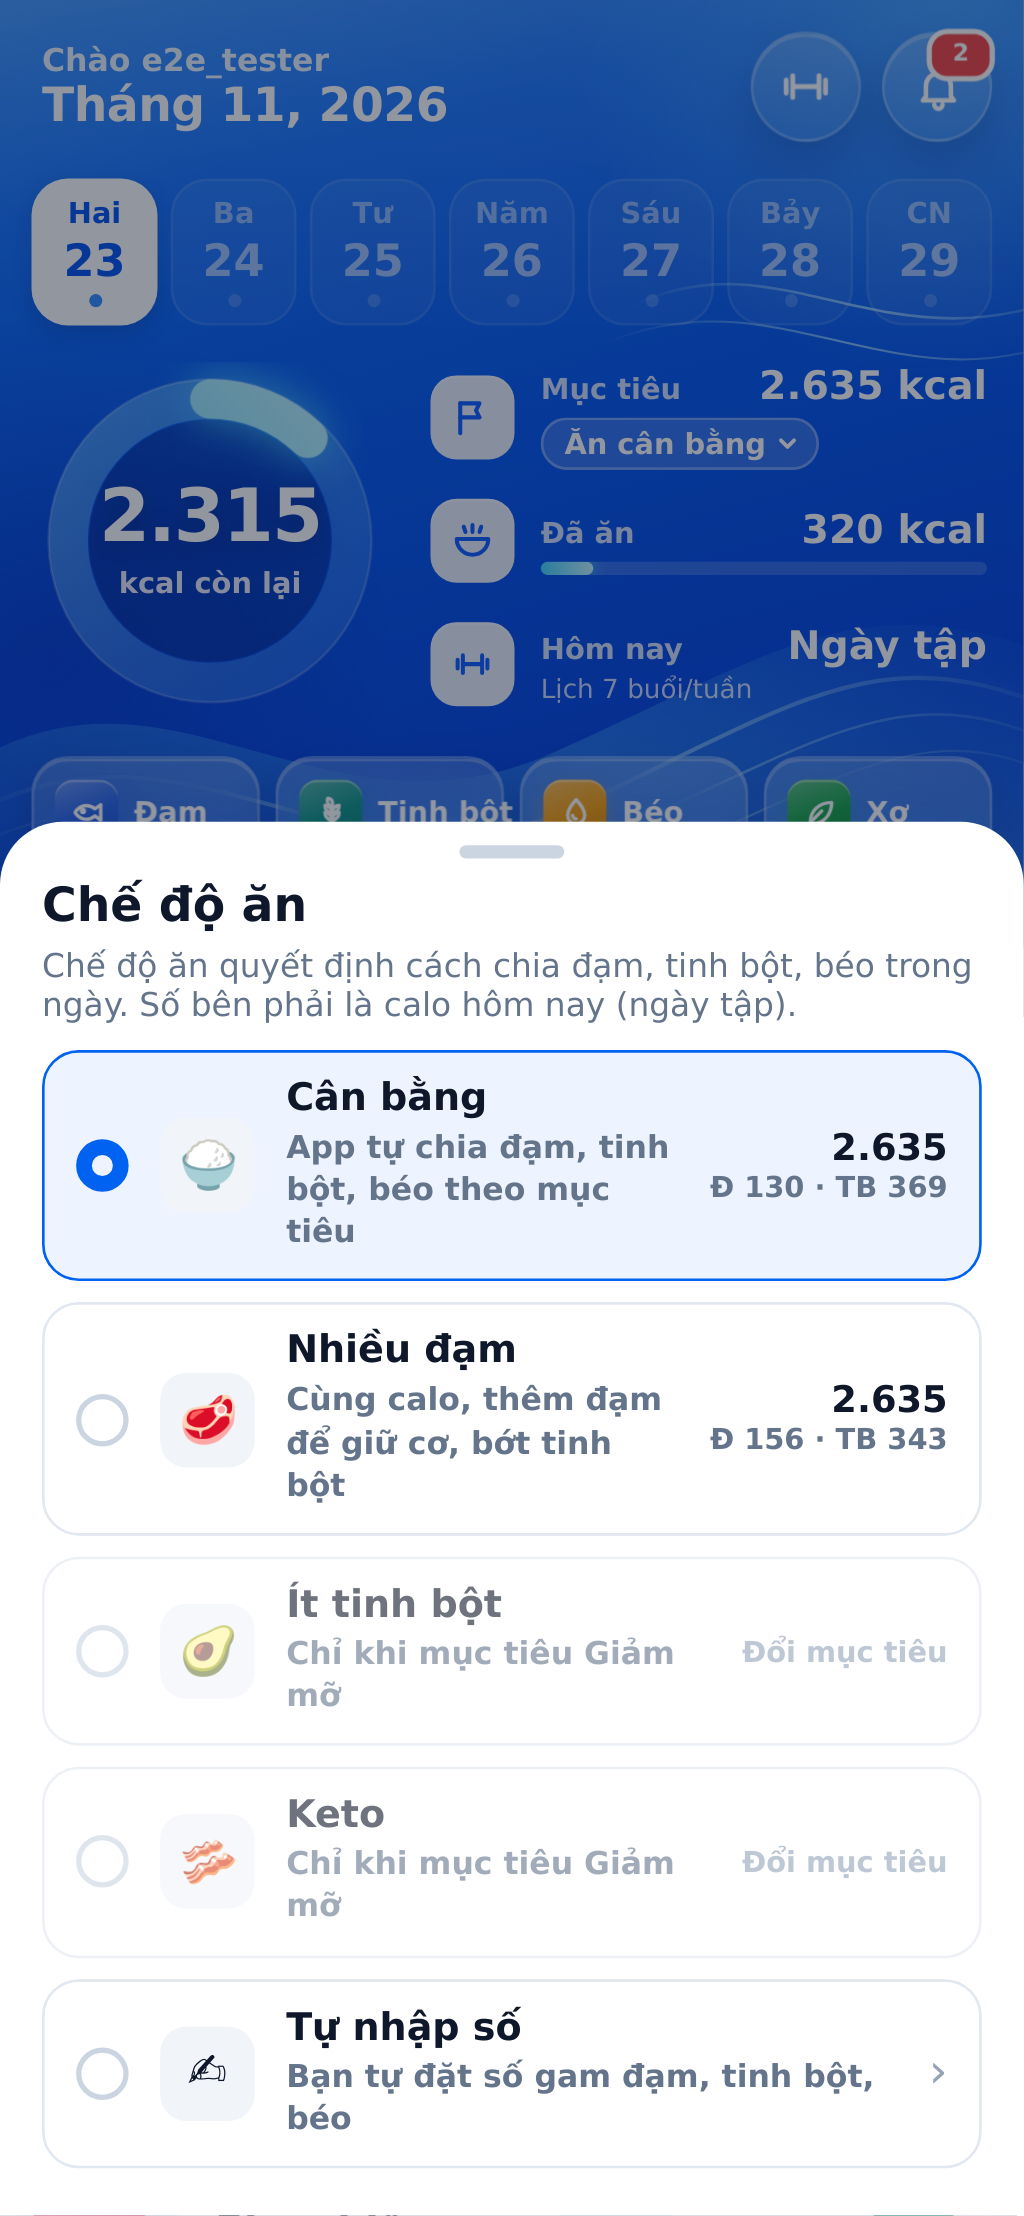 Chào e2e_tester
Tháng 11, 2026
2
Hai
23
Ba
24
Tư
25
Năm
26
Sáu
27
Bảy
28
CN
29
2.315
kcal còn lại
Mục tiêu
2.635 kcal
Ăn cân bằng
Đã ăn
320 kcal
Hôm nay
Ngày tập
Lịch 7 buổi/tuần
Đạm
Tinh bột
Béo
Xơ
Chế độ ăn
Chế độ ăn quyết định cách chia đạm, tinh bột, béo trong
ngày. Số bên phải là calo hôm nay (ngày tập).
Cân bằng
App tự chia đạm, tinh
bột, béo theo mục
tiêu
2.635
Đ 130 · TB 369
Nhiều đạm
Cùng calo, thêm đạm
để giữ cơ, bớt tinh
bột
2.635
Đ 156 · TB 343
Ít tinh bột
Chỉ khi mục tiêu Giảm
mỡ
Đổi mục tiêu
Keto
Chỉ khi mục tiêu Giảm
mỡ
Đổi mục tiêu
Tự nhập số
Bạn tự đặt số gam đạm, tinh bột,
béo